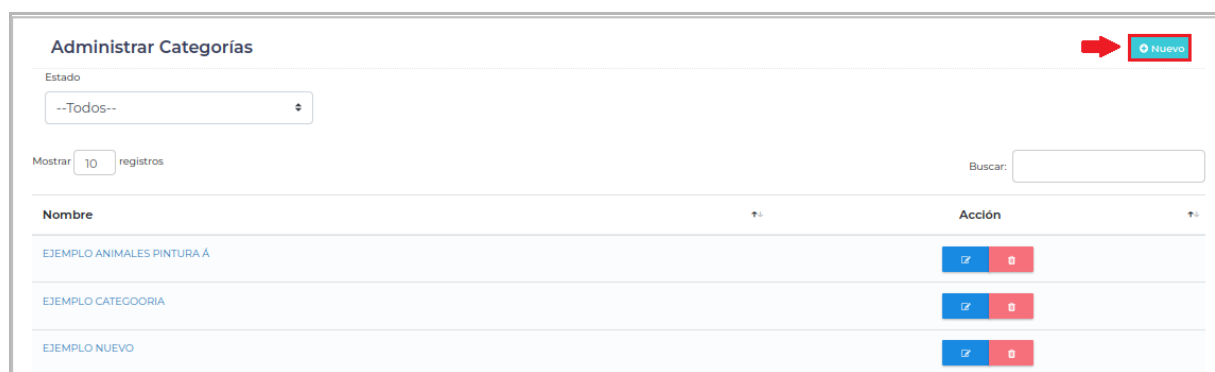 Administrar Categorías
Nuevo
Estado
--Todos--
Mostrar 10 registros
Buscar:
Nombre Acción
EJEMPLO ANIMALES PINTURA Á
EJEMPLO CATEGOORIA
EJEMPLO NUEVO